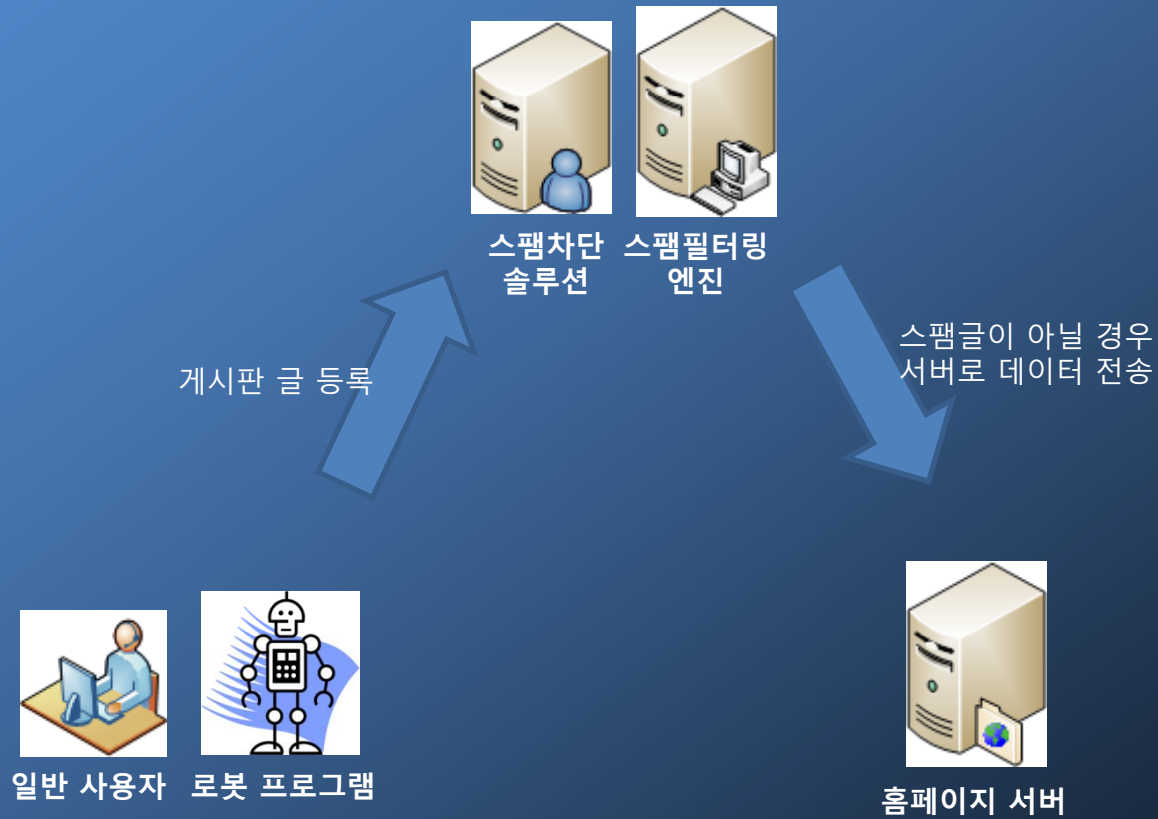 스팸차단
솔루션
스팸필터링
엔진
게시판 글 등록
스팸글이 아닐 경우
서버로 데이터 전송
일반 사용자
로봇 프로그램
홈페이지 서버